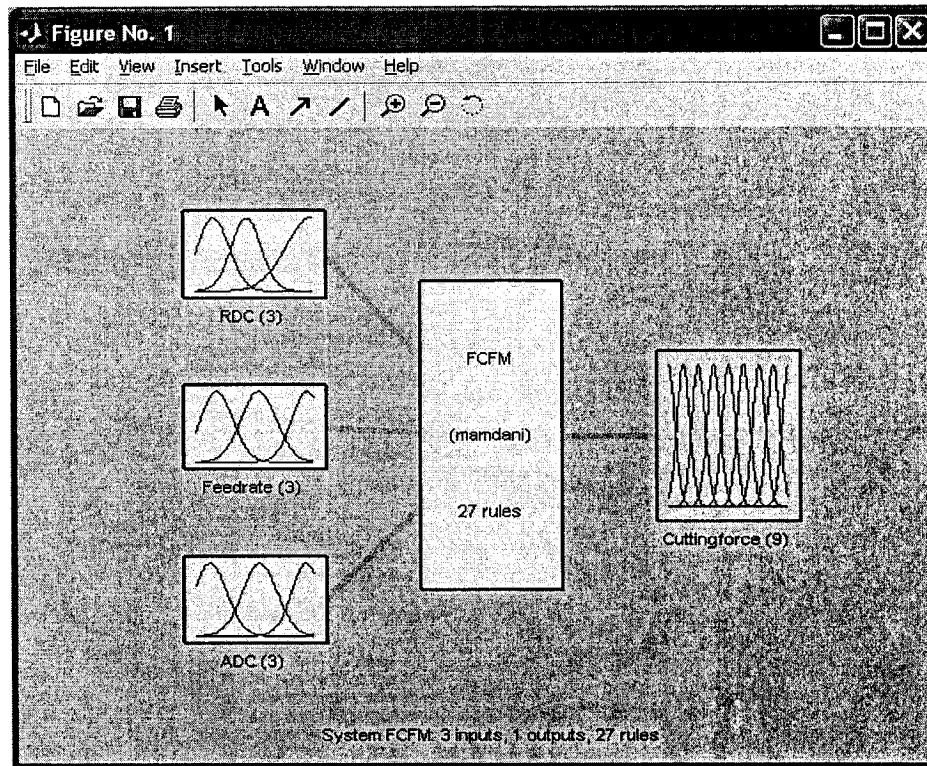 Figure No. 1
File Edit View Insert Tools Window Help
A
RDC (3)
FCFM
(mamdani)
27 rules
Feedrate (3)
Cuttingforce (9)
ADC (3)
System FCFM: 3 inputs, 1 outputs, 27 rules